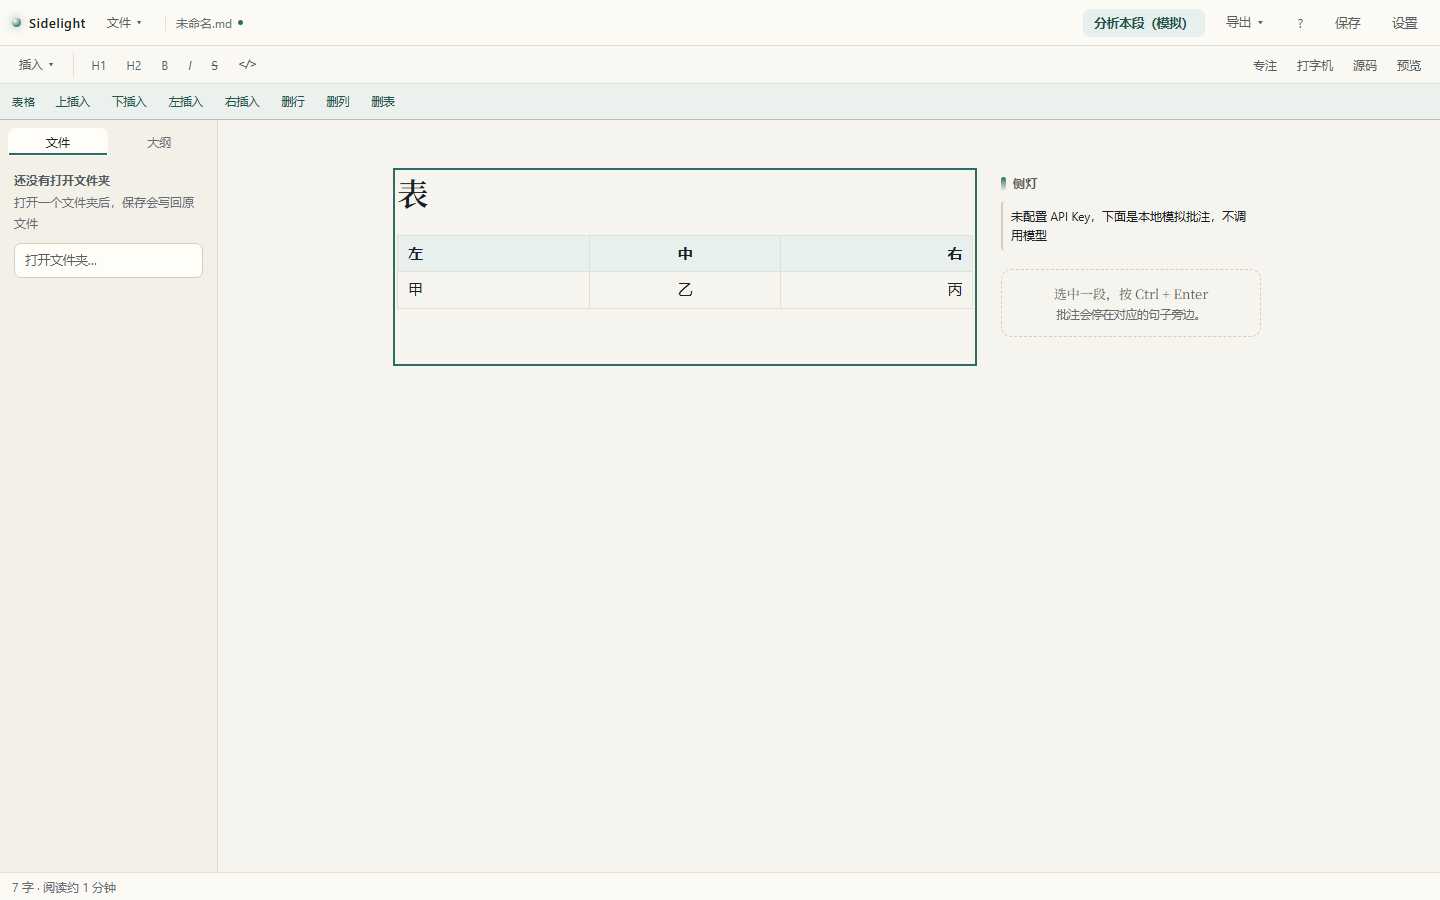 Sidelight 文件 未命名.md 分析本段（模拟） 导出 ? 保存 设置
插入 H1 H2 B I S </> 专注 打字机 源码 预览
表格 上插入 下插入 左插入 右插入 删行 删列 删表
文件 大纲
还没有打开文件夹
打开一个文件夹后，保存会写回原
文件
打开文件夹...
表
左 中 右
甲 乙 丙
侧灯
未配置 API Key，下面是本地模拟批注，不调
用模型
选中一段，按 Ctrl + Enter
批注会停在对应的句子旁边。
7 字 · 阅读约 1 分钟